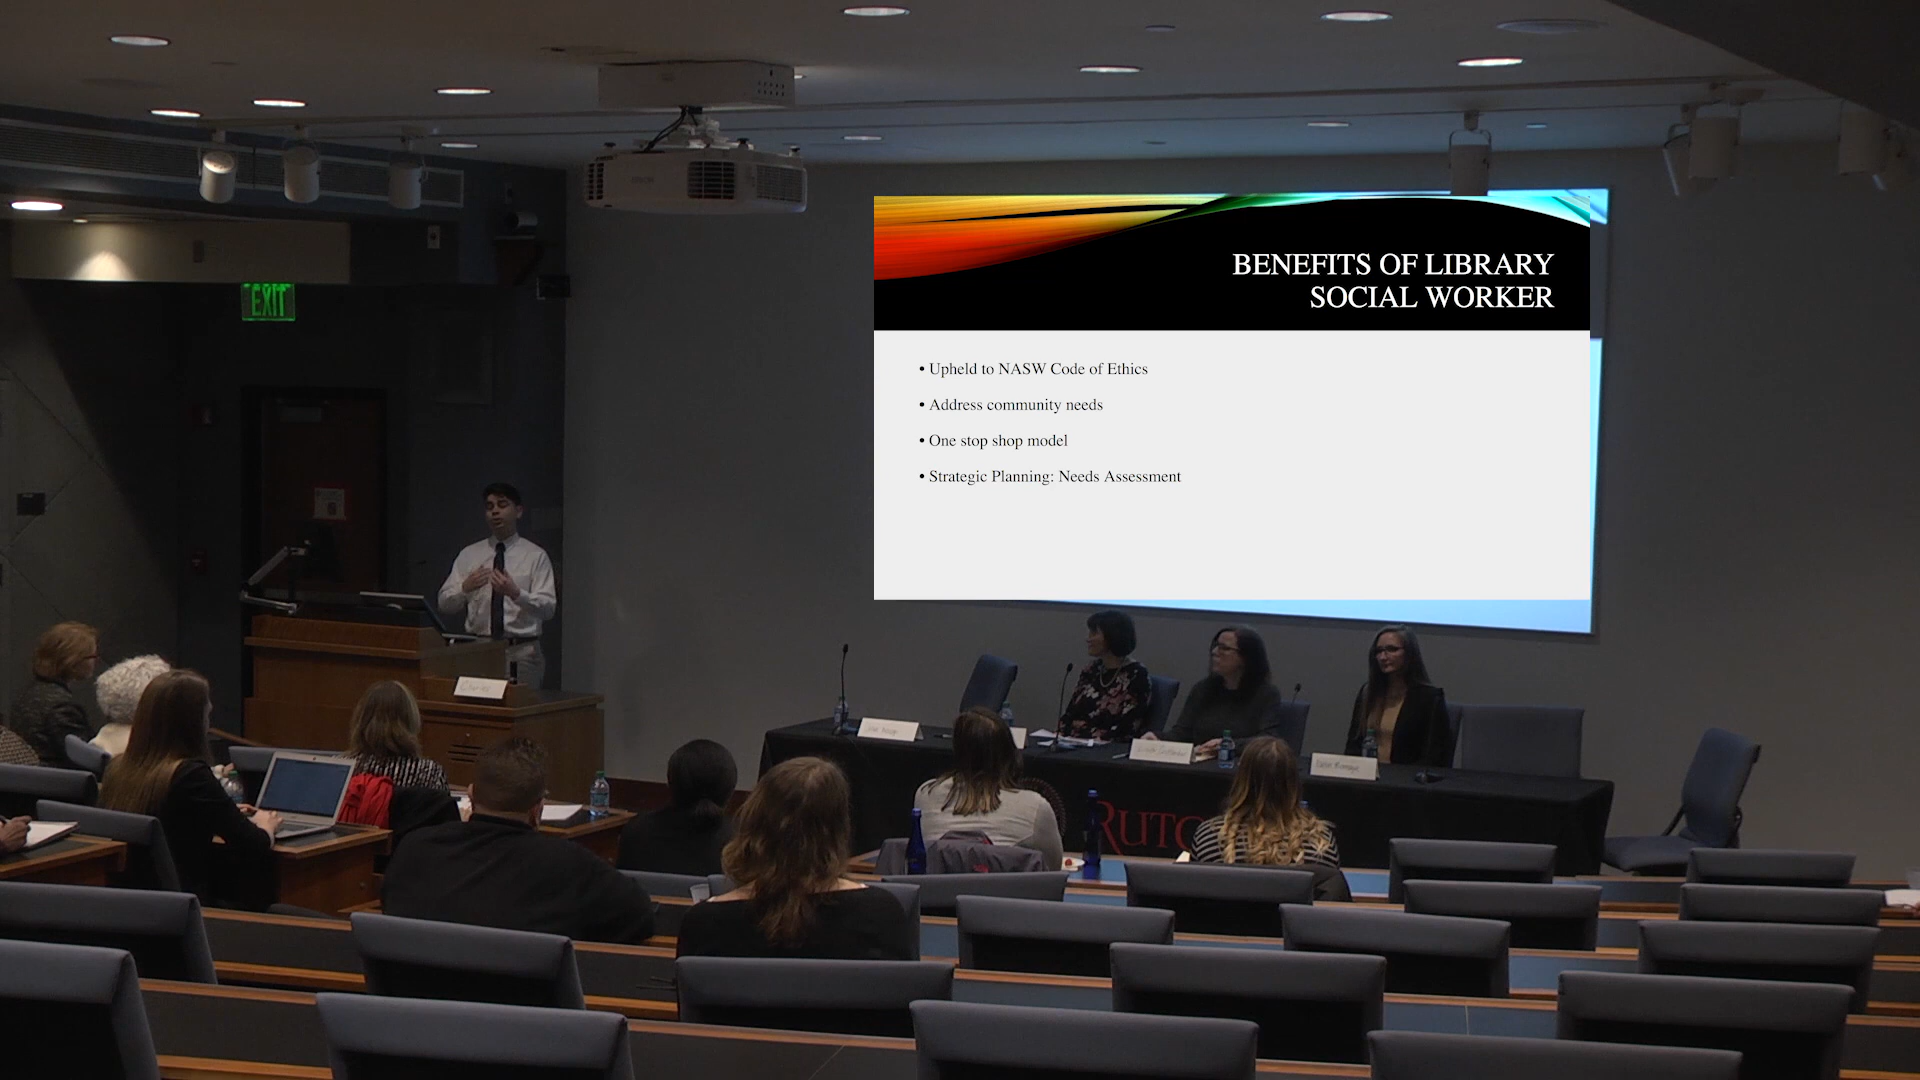 EXIT
BENEFITS OF LIBRARY
SOCIAL WORKER
• Upheld to NASW Code of Ethics
• Address community needs
• One stop shop model
• Strategic Planning: Needs Assessment